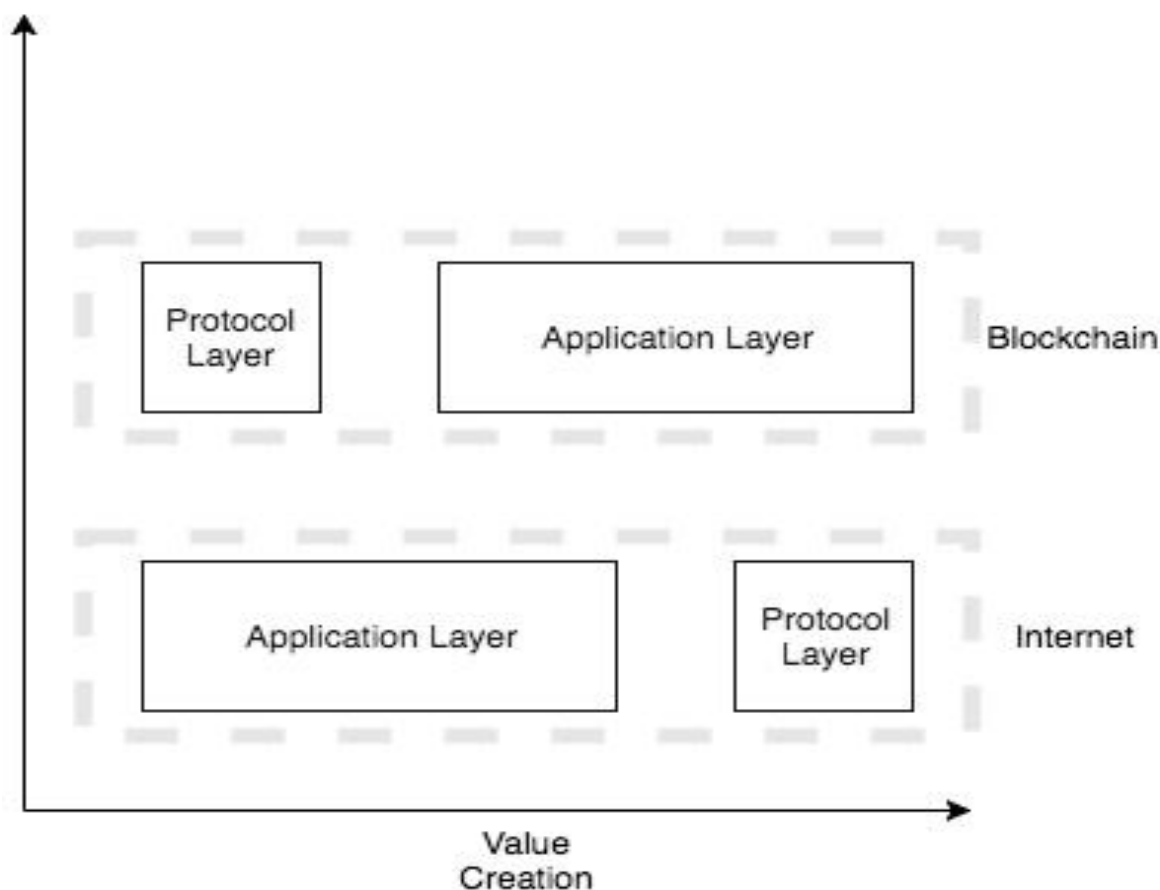 Protocol
Layer
Application Layer
Blockchain
Application Layer
Protocol
Layer
Internet
Value
Creation